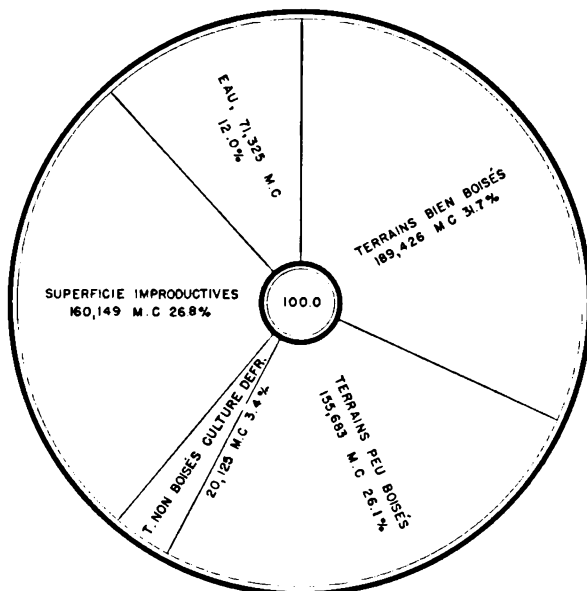 EAU, 71,325 M.C
12.0%
TERRAINS BIEN BOISÉS
189,426 M C 31.7%
SUPERFICIE IMPRODUCTIVES
160,149 M.C 26.8%
100.0
T. NON BOISÉS CULTURE DEFR.
20,125 M.C 3.4%
TERRAINS PEU BOISÉS
155,683 M.C 26.1%